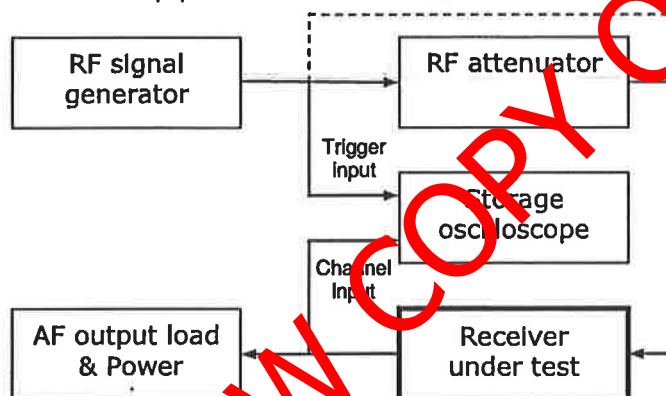 RF signal
generator
RF attenuator
Trigger
input
Storage
oscilloscope
Channel
Input
AF output load
& Power
Receiver
under test
W COPY O